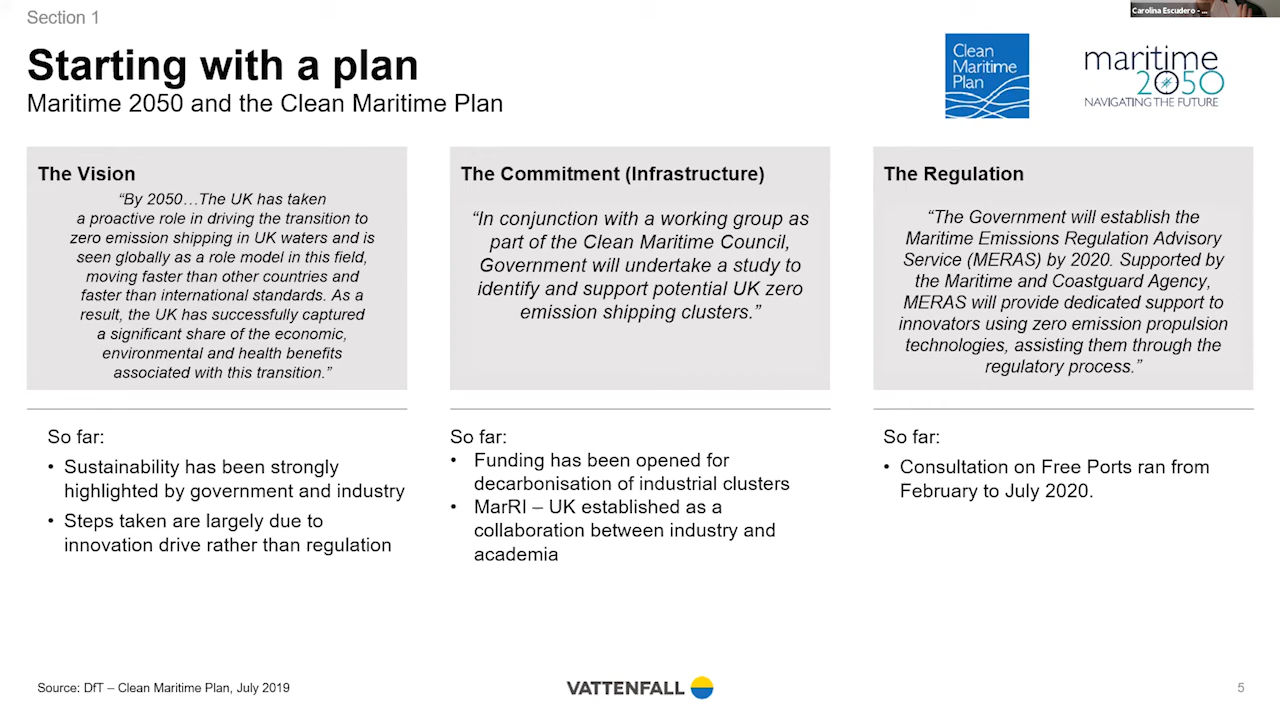 Section 1
Carolina Escudero - ...
Starting with a plan
Maritime 2050 and the Clean Maritime Plan
Clean
Maritime
Plan
maritime
2050
NAVIGATING THE FUTURE
The Vision
“By 2050…The UK has taken
a proactive role in driving the transition to
zero emission shipping in UK waters and is
seen globally as a role model in this field,
moving faster than other countries and
faster than international standards. As a
result, the UK has successfully captured
a significant share of the economic,
environmental and health benefits
associated with this transition.”
The Commitment (Infrastructure)
“In conjunction with a working group as
part of the Clean Maritime Council,
Government will undertake a study to
identify and support potential UK zero
emission shipping clusters.”
The Regulation
“The Government will establish the
Maritime Emissions Regulation Advisory
Service (MERAS) by 2020. Supported by
the Maritime and Coastguard Agency,
MERAS will provide dedicated support to
innovators using zero emission propulsion
technologies, assisting them through the
regulatory process.”
So far:
• Sustainability has been strongly
highlighted by government and industry
• Steps taken are largely due to
innovation drive rather than regulation
So far:
• Funding has been opened for
decarbonisation of industrial clusters
• MarRI – UK established as a
collaboration between industry and
academia
So far:
• Consultation on Free Ports ran from
February to July 2020.
Source: DfT – Clean Maritime Plan, July 2019
VATTENFALL
5